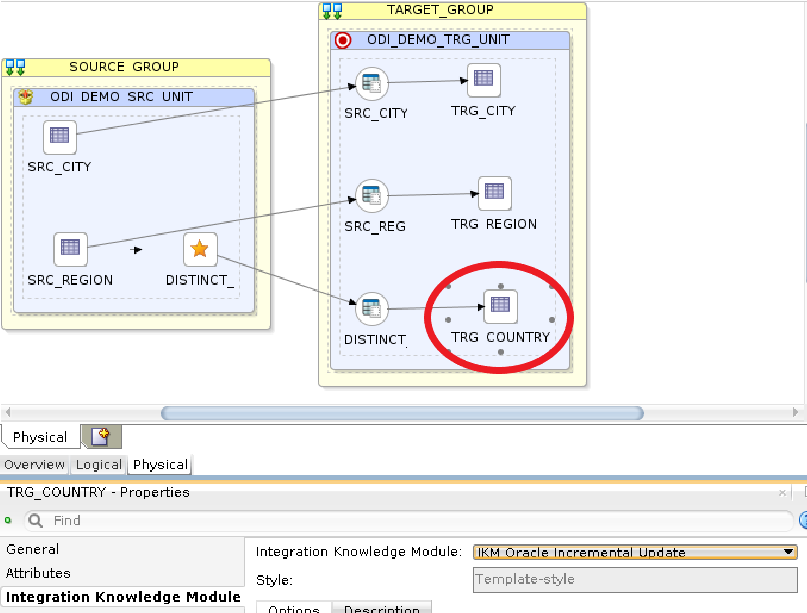 TARGET_GROUP
ODI_DEMO_TRG_UNIT
SOURCE GROUP
ODI DEMO SRC UNIT
SRC_CITY
TRG_CITY
SRC_CITY
SRC_REG
TRG REGION
SRC_REGION
DISTINCT_
DISTINCT_
TRG COUNTRY
Physical
Overview
Logical
Physical
TRG_COUNTRY - Properties
Find
General
Integration Knowledge Module:
IKM Oracle Incremental Update
Attributes
Style:
Template-style
Integration Knowledge Module
Options
Description